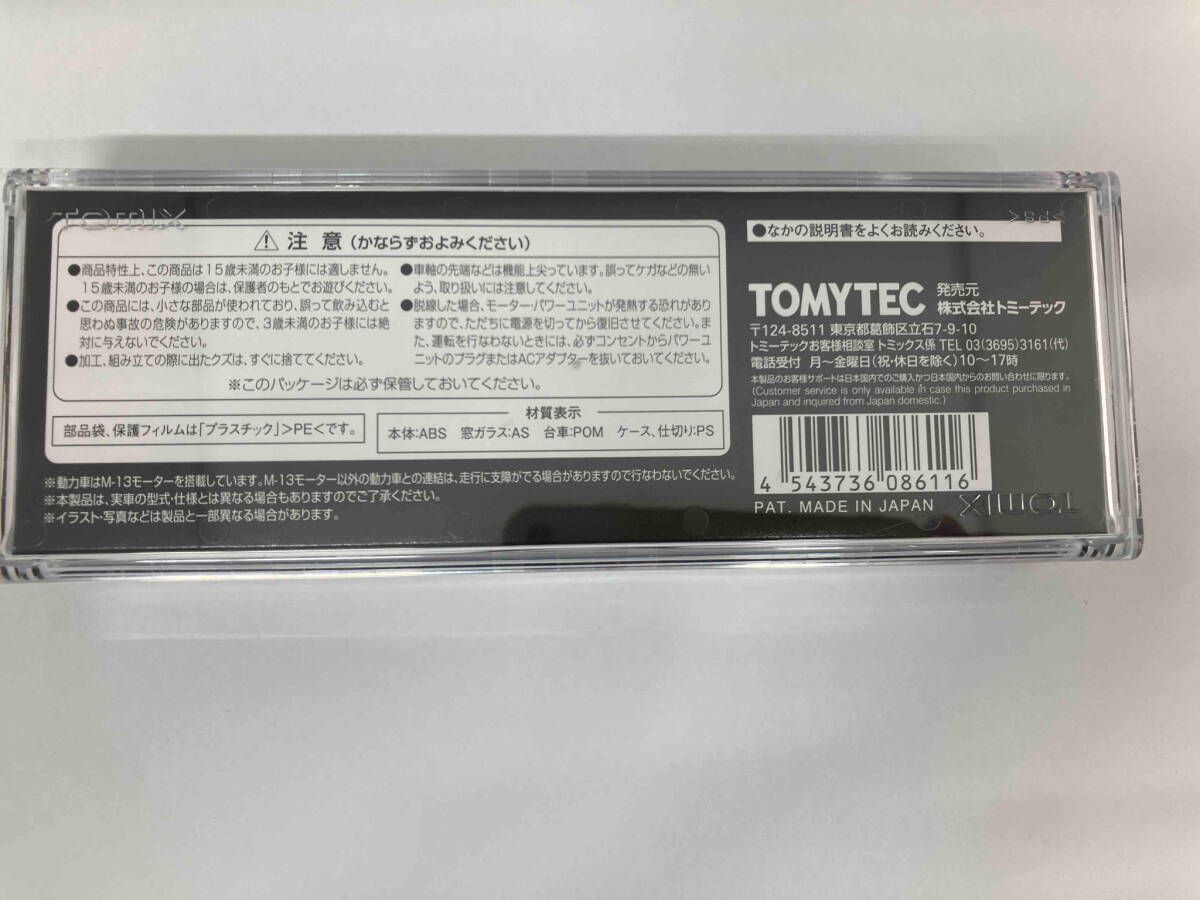 TOMIX
⚠ 注意 (かならずおよみください)
●商品特性上、この商品は15歳未満のお子様には適しません。
15歳未満のお子様の場合は、保護者のもとでお遊びください。
●この商品には、小さな部品が使われており、誤って飲み込むと
思わぬ事故の危険がありますので、3歳未満のお子様には絶
対に与えないでください。
●加工、組み立ての際に出たクズは、すぐに捨ててください。
●車軸の先端などは機能上尖っています。誤ってケガなどの無い
よう、取り扱いには注意してください。
●脱線した場合、モーター・パワーユニットが発熱する恐れがあり
ますので、ただちに電源を切ってから復旧させてください。ま
た、運転を行なわないときには、必ずコンセントからパワーユ
ニットのプラグまたはACアダプターを抜いておいてください。
※このパッケージは必ず保管しておいてください。
部品袋、保護フィルムは「プラスチック」>PE<です。
材質表示
本体:ABS 窓ガラス:AS 台車:POM ケース、仕切り:PS
※動力車はM-13モーターを搭載しています。M-13モーター以外の動力車との連結は、走行に支障がでる場合がありますので行なわないでください。
※本製品は、実車の型式・仕様とは異なる場合もありますのでご了承ください。
※イラスト・写真などは製品と一部異なる場合があります。
>PS<
●なかの説明書をよくお読みください。
TOMYTEC 発売元 株式会社トミーテック
〒124-8511 東京都葛飾区立石7-9-10
トミーテックお客様相談室 トミックス係 TEL 03(3695)3161(代)
電話受付 月〜金曜日(祝・休日を除く)10〜17時
本製品のお客様サポートは日本国内でのご購入かつ日本国内からのお問い合わせに限ります。
(Customer service is only available in case this product purchased in
Japan and inquired from Japan domestic.)
4 543736 086116
PAT. MADE IN JAPAN
TOMIX